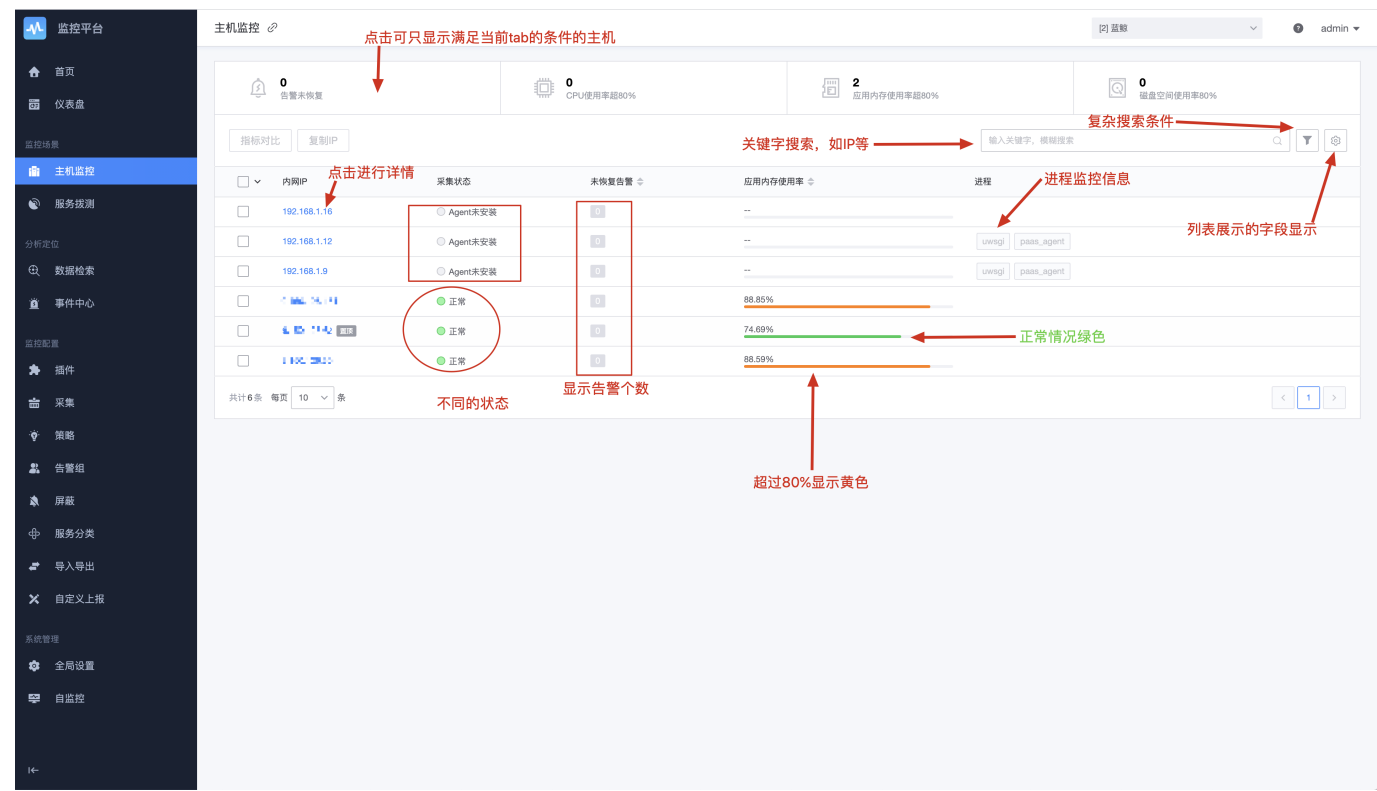 监控平台
主机监控
[2] 蓝鲸
admin
点击可只显示满足当前tab的条件的主机
首页
仪表盘
监控场景
主机监控
服务拨测
分析定位
数据检索
事件中心
监控配置
插件
采集
策略
告警组
屏蔽
服务分类
导入导出
自定义上报
系统管理
全局设置
自监控
0
告警未恢复
0
CPU使用率超80%
2
应用内存使用率超80%
0
磁盘空间使用率80%
复杂搜索条件
指标对比
复制IP
关键字搜索，如IP等
输入关键字，模糊搜索
点击进行详情
进程监控信息
列表展示的字段显示
内网IP 采集状态 未恢复告警 应用内存使用率 进程
192.168.1.16 Agent未安装 0 --
192.168.1.12 Agent未安装 0 -- uwsgi paas_agent
192.168.1.9 Agent未安装 0 -- uwsgi paas_agent
正常 0 88.85%
置顶 正常 0 74.69%
正常情况绿色
正常 0 88.59%
显示告警个数
不同的状态
共计6条 每页 10 条
1
超过80%显示黄色